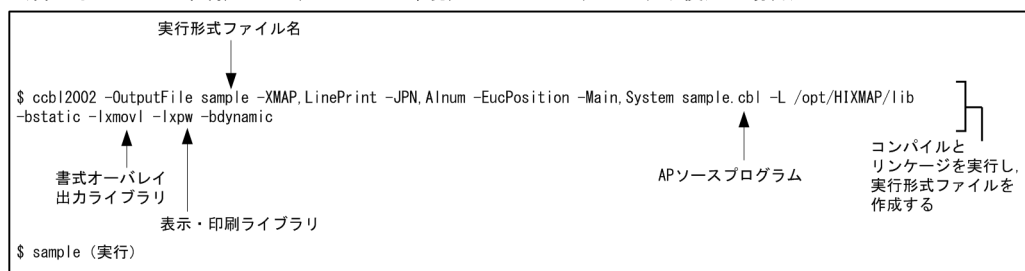 実行形式ファイル名
$ ccbl2002 -OutputFile sample -XMAP,LinePrint -JPN,Alnum -EucPosition -Main,System sample.cbl -L /opt/HIXMAP/lib
-bstatic -lxmovl -lxpw -bdynamic
書式オーバレイ
出力ライブラリ
表示・印刷ライブラリ
APソースプログラム
コンパイルと
リンケージを実行し,
実行形式ファイルを
作成する
$ sample (実行)